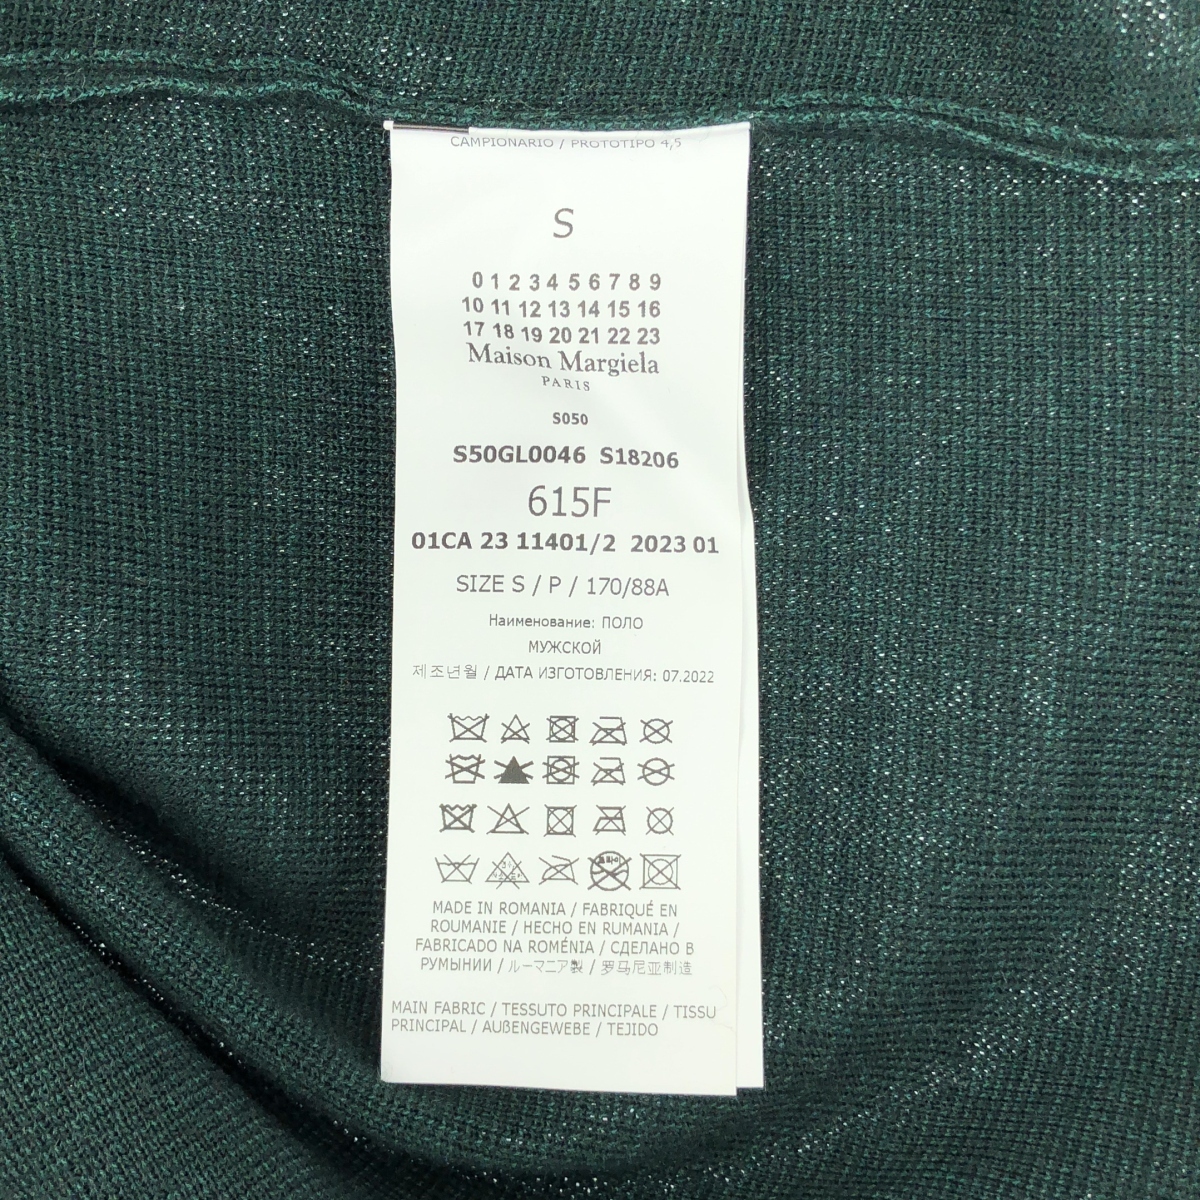 CAMPIONARIO / PROTOTIPO 4,5
S
0 1 2 3 4 5 6 7 8 9
10 11 12 13 14 15 16
17 18 19 20 21 22 23
Maison Margiela
PARIS
S050
S50GL0046 S18206
615F
01CA 23 11401/2 2023 01
SIZE S / P / 170/88A
Наименование: ПОЛО
МУЖСКОЙ
제조년월 / ДАТА ИЗГОТОВЛЕНИЯ: 07.2022
MADE IN ROMANIA / FABRIQUÉ EN
ROUMANIE / HECHO EN RUMANIA /
FABRICADO NA ROMÉNIA / СДЕЛАНО В
РУМЫНИИ / ルーマニア製 / 罗马尼亚制造
MAIN FABRIC / TESSUTO PRINCIPALE / TISSU
PRINCIPAL / AUßENGEWEBE / TEJIDO